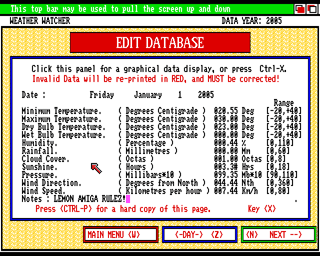 This top bar may be used to pull the screen up and down
WEATHER WATCHER DATA YEAR: 2005
EDIT DATABASE
Click this panel for a graphical data display, or press Ctrl-X.
Invalid Data will be re-printed in RED, and MUST be corrected!
Date : Friday January 1 2005
Range
Minimum Temperature. ( Degrees Centigrade ) 020.55 Deg [-20,+40]
Maximum Temperature. ( Degrees Centigrade ) 030.00 Deg [-20,+40]
Dry Bulb Temperature. ( Degrees Centigrade ) 023.00 Deg [-20,+40]
Wet Bulb Temperature. ( Degrees Centigrade ) 000.00 Deg [-20,+40]
Humidity. ( Percentage ) 000.44 % [0,110]
Rainfall. ( Millimetres ) 000.00 Mm [0,60]
Cloud Cover. ( Octas ) 001.00 Octas [0,8]
Sunshine. ( Hours ) 03.30 Hrs [0,18]
Pressure. ( Millibars*10 ) 099.35 Mb*10 [90,110]
Wind Direction. ( Degrees from North ) 044.44 Nth [0,360]
Wind Speed. ( Kilometres per hour ) 007.44 Km/h [0,80]
Notes : LEMON AMIGA RULEZ!
Press (CTRL-P) for a hard copy of this page. Key (X)
MAIN MENU (W) (-DAY-) (Z) (N) NEXT --)